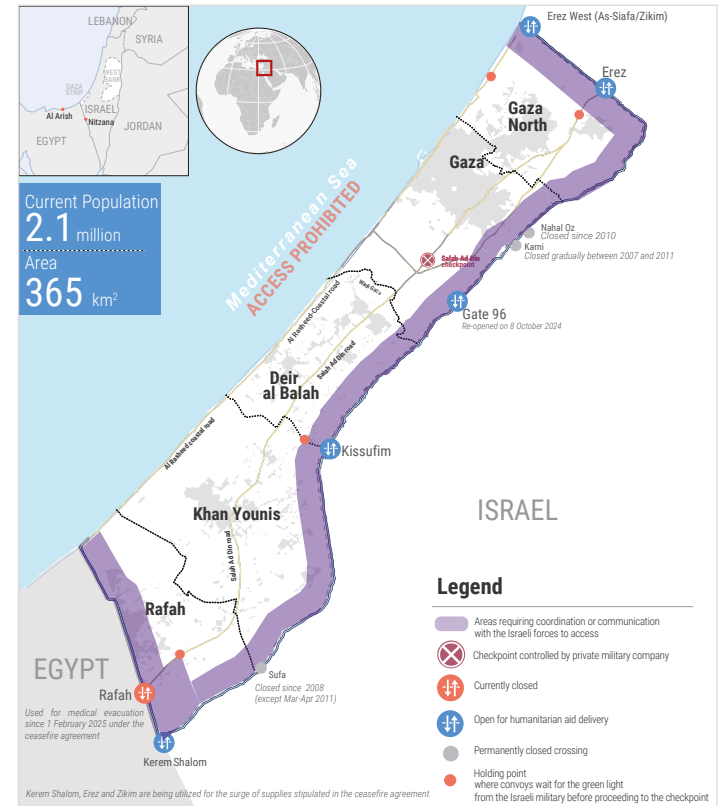 LEBANON
SYRIA
WEST
BANK
GAZA
STRIP
ISRAEL
Al Arish
Nitzana
JORDAN
EGYPT
Erez West (As-Siafa/Zikim)
Erez
Gaza
North
Gaza
Current Population
2.1 million
Area
365 km²
Mediterranean Sea
ACCESS PROHIBITED
Nahal Oz
Closed since 2010
Karni
Closed gradually between 2007 and 2011
Salah Ad Din
checkpoint
Wadi Gaza
Al Rasheed-Coastal road
Gate 96
Re-opened on 8 October 2024
Salah Ad Din road
Deir
al Balah
Al Rasheed coastal road
Kissufim
ISRAEL
Khan Younis
Salah Ad Din road
Rafah
EGYPT
Rafah
Used for medical evacuation
since 1 February 2025 under the
ceasefire agreement
Sufa
Closed since 2008
(except Mar-Apr 2011)
Kerem Shalom
Kerem Shalom, Erez and Zikim are being utilized for the surge of supplies stipulated in the ceasefire agreement
Legend
Areas requiring coordination or communication
with the Israeli forces to access
Checkpoint controlled by private military company
Currently closed
Open for humanitarian aid delivery
Permanently closed crossing
Holding point
where convoys wait for the green light
from the Israeli military before proceeding to the checkpoint